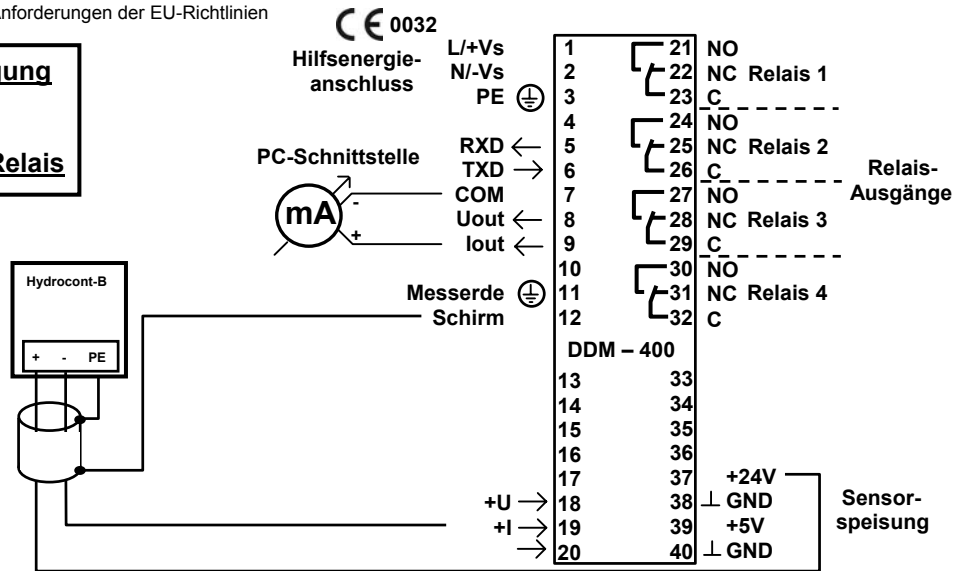 nforderungen der EU-Richtlinien
gung
Relais
CE 0032
Hilfsenergie-
anschluss
L/+Vs
N/-Vs
PE
PC-Schnittstelle
RXD
TXD
COM
Uout
Iout
mA
-
+
Messerde
Schirm
Hydrocont-B
+ - PE
+U
+I
1 21 NO
2 22 NC Relais 1
3 23 C
4 24 NO
5 25 NC Relais 2
6 26 C
7 27 NO
8 28 NC Relais 3
9 29 C
10 30 NO
11 31 NC Relais 4
12 32 C
Relais-
Ausgänge
DDM – 400
13 33
14 34
15 35
16 36
17 37 +24V
18 38 ⊥ GND
19 39 +5V
20 40 ⊥ GND
Sensor-
speisung